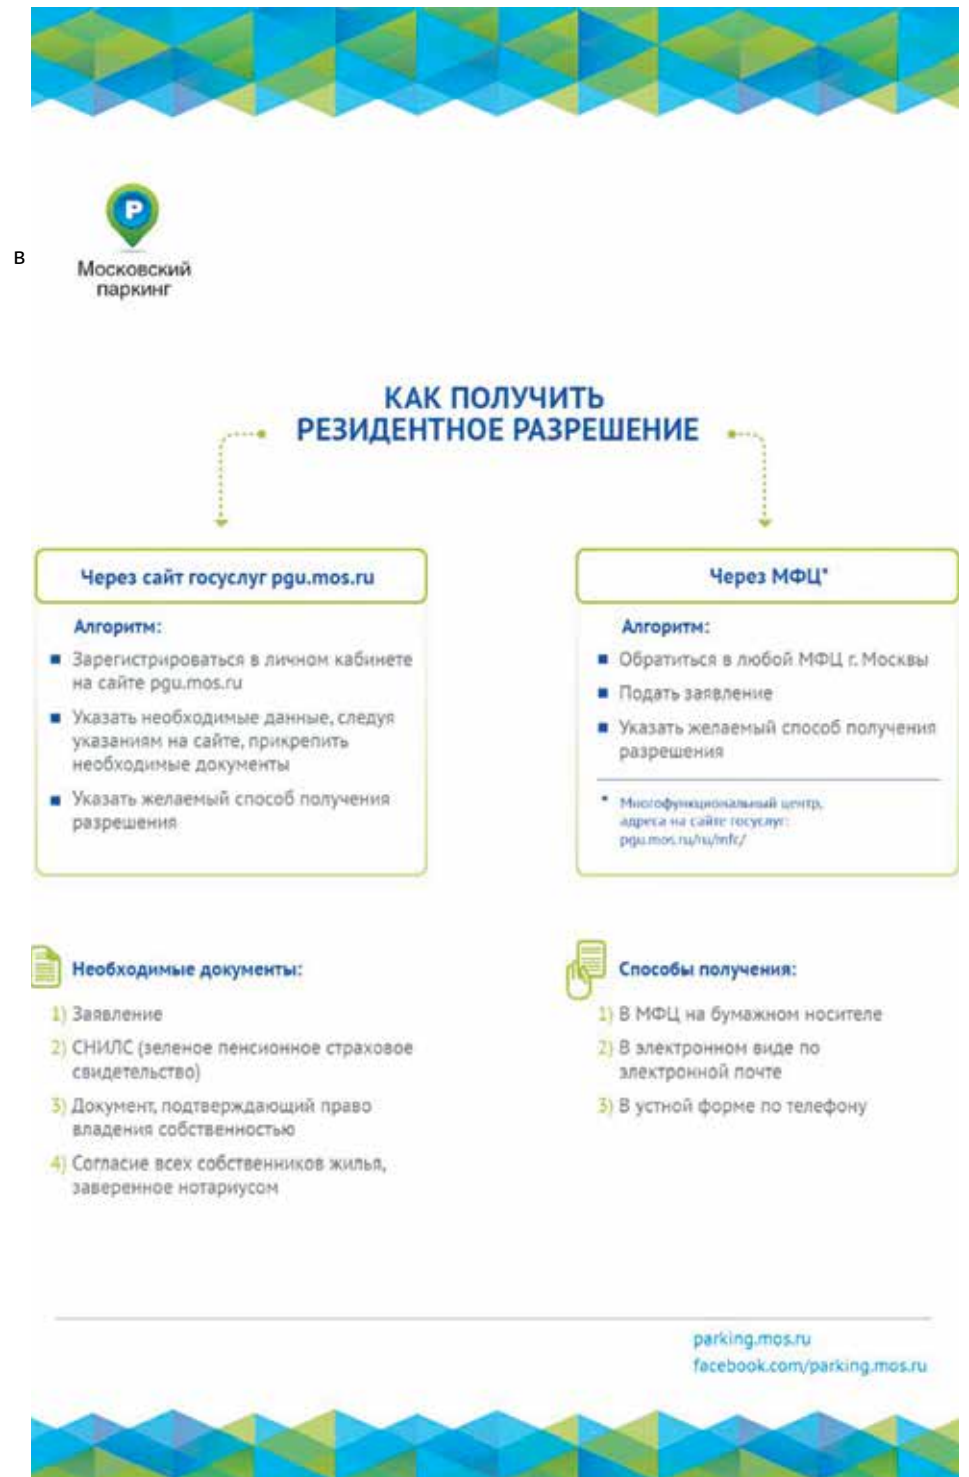 P
В
Московский
паркинг
КАК ПОЛУЧИТЬ
РЕЗИДЕНТНОЕ РАЗРЕШЕНИЕ
Через сайт госуслуг pgu.mos.ru
Алгоритм:
Зарегистрироваться в личном кабинете
на сайте pgu.mos.ru
Указать необходимые данные, следуя
указаниям на сайте, прикрепить
необходимые документы
Указать желаемый способ получения
разрешения
Через МФЦ*
Алгоритм:
Обратиться в любой МФЦ г. Москвы
Подать заявление
Указать желаемый способ получения
разрешения
* Многофункциональный центр,
адреса на сайте госуслуг:
pgu.mos.ru/ru/mfc/
Необходимые документы:
1) Заявление
2) СНИЛС (зеленое пенсионное страховое
свидетельство)
3) Документ, подтверждающий право
владения собственностью
4) Согласие всех собственников жилья,
заверенное нотариусом
Способы получения:
1) В МФЦ на бумажном носителе
2) В электронном виде по
электронной почте
3) В устной форме по телефону
parking.mos.ru
facebook.com/parking.mos.ru